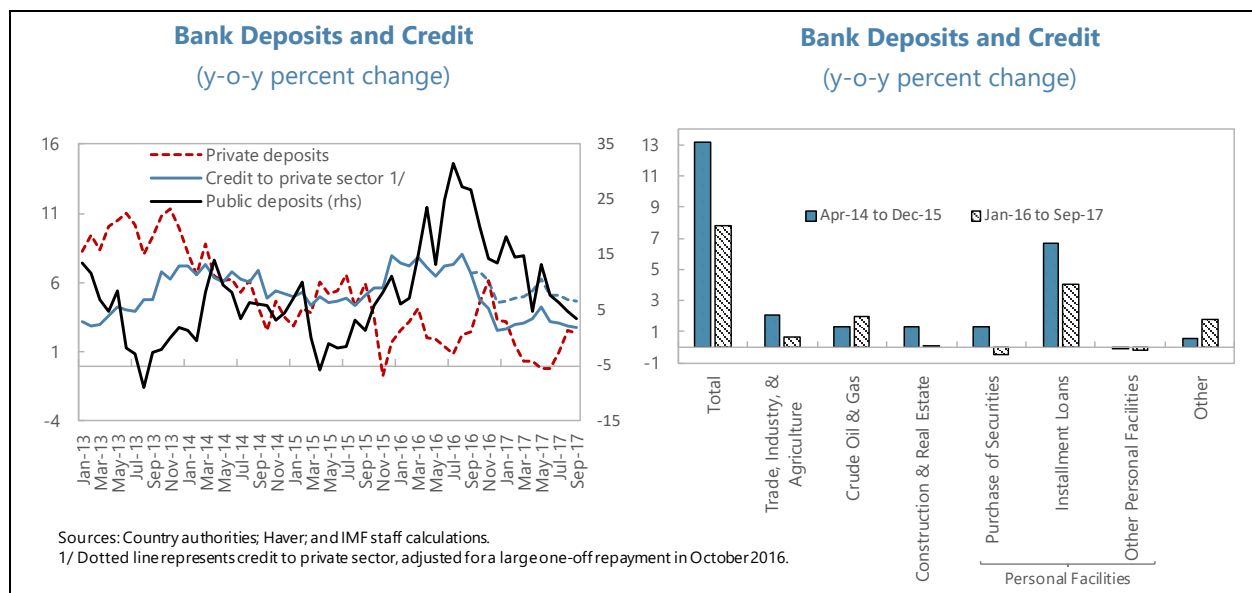 Bank Deposits and Credit
(y-o-y percent change)
16
11
6
1
-4
35
25
15
5
-5
-15
Private deposits
Credit to private sector 1/
Public deposits (rhs)
Jan-13
Mar-13
May-13
Jul-13
Sep-13
Nov-13
Jan-14
Mar-14
May-14
Jul-14
Sep-14
Nov-14
Jan-15
Mar-15
May-15
Jul-15
Sep-15
Nov-15
Jan-16
Mar-16
May-16
Jul-16
Sep-16
Nov-16
Jan-17
Mar-17
May-17
Jul-17
Sep-17
Bank Deposits and Credit
(y-o-y percent change)
13
11
9
7
5
3
1
-1
Apr-14 to Dec-15
Jan-16 to Sep-17
Total
Trade, Industry, &
Agriculture
Crude Oil & Gas
Construction & Real Estate
Purchase of Securities
Installment Loans
Other Personal Facilities
Other
Personal Facilities
Sources: Country authorities; Haver; and IMF staff calculations.
1/ Dotted line represents credit to private sector, adjusted for a large one-off repayment in October 2016.